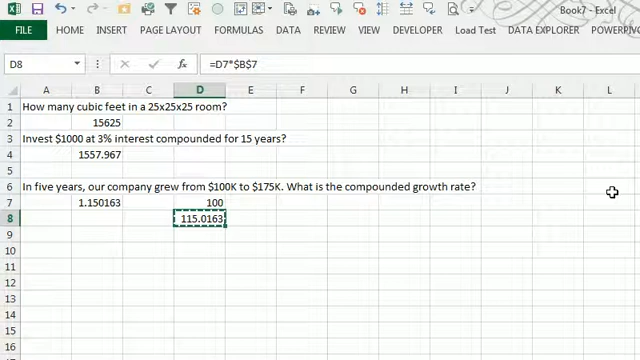 Book7 - Excel
FILE HOME INSERT PAGE LAYOUT FORMULAS DATA REVIEW VIEW DEVELOPER Load Test DATA EXPLORER POWERPIV
D8 fx =D7*$B$7
A B C D E F G H I J K L
1 How many cubic feet in a 25x25x25 room?
2 15625
3 Invest $1000 at 3% interest compounded for 15 years?
4 1557.967
5
6 In five years, our company grew from $100K to $175K. What is the compounded growth rate?
7 1.150163 100
8 115.0163
9
10
11
12
13
14
15
16